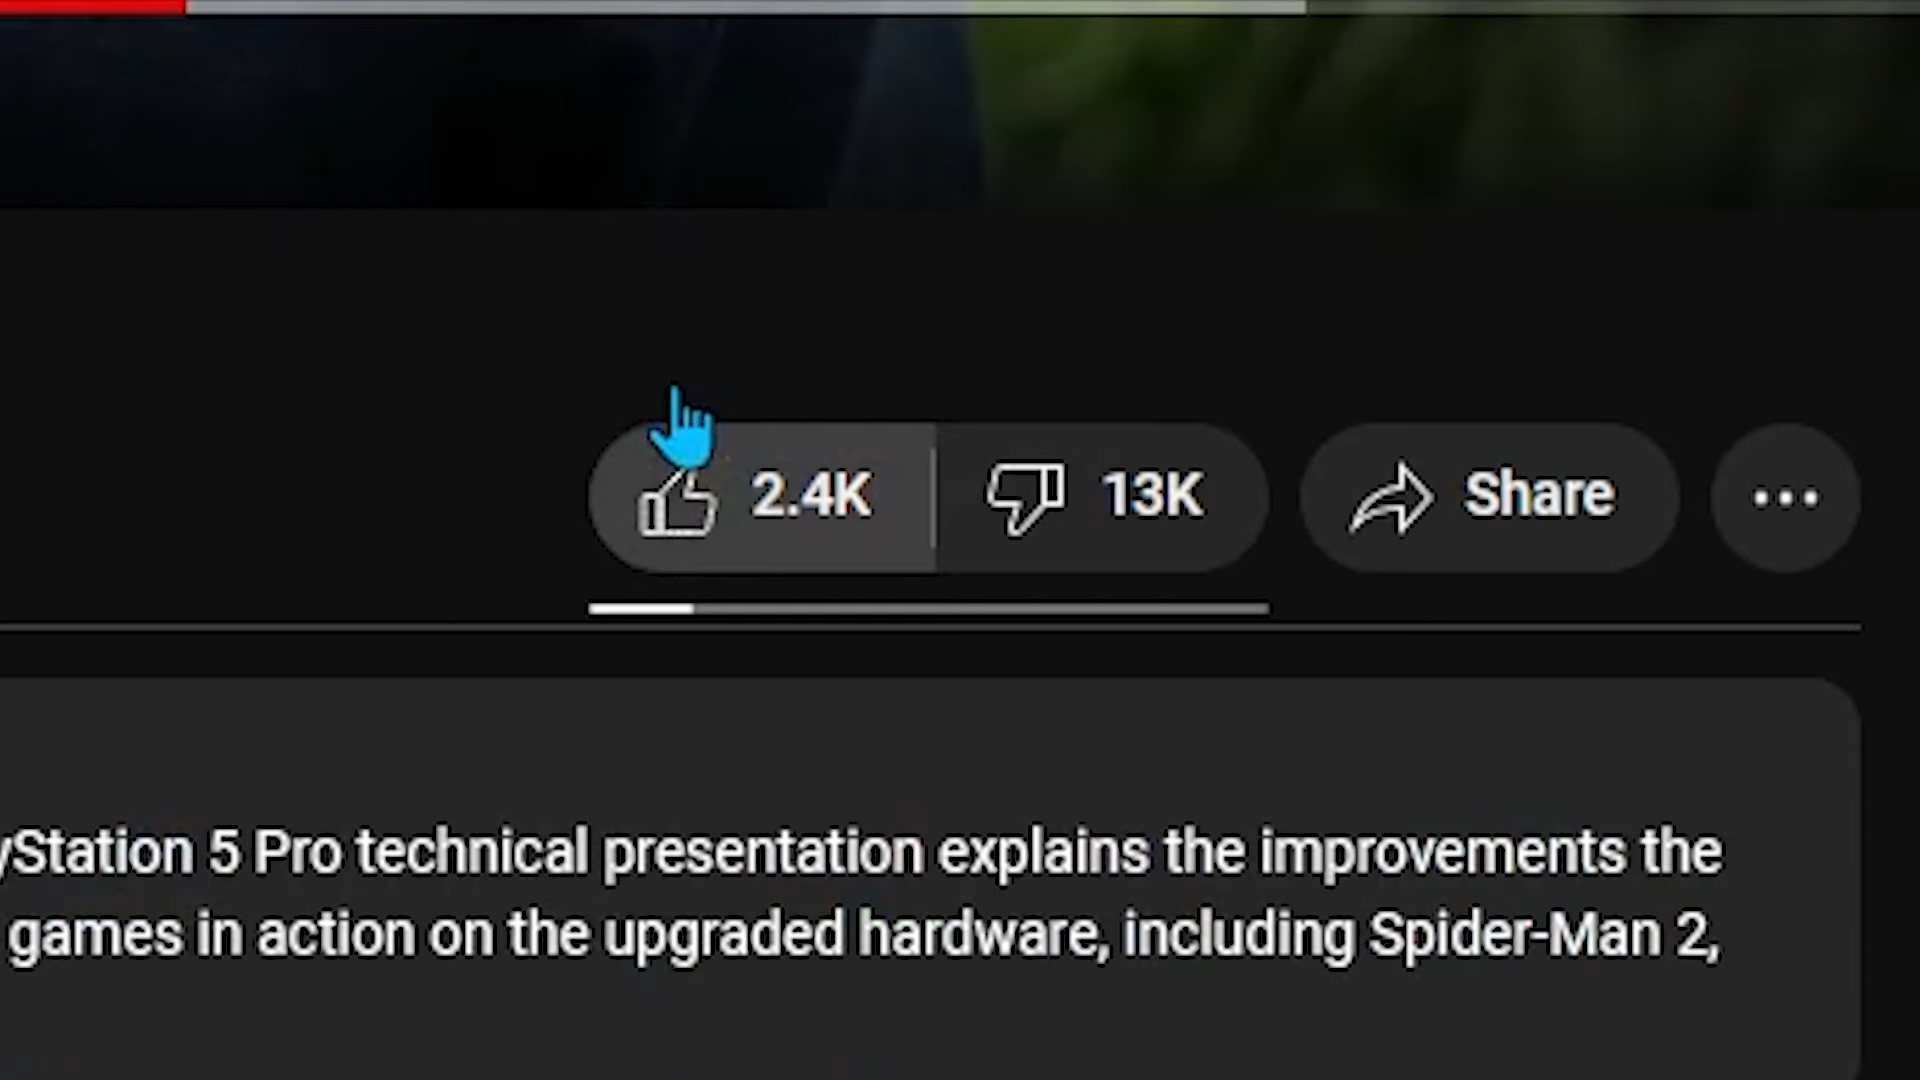 2.4K 13K Share
yStation 5 Pro technical presentation explains the improvements the
games in action on the upgraded hardware, including Spider-Man 2,